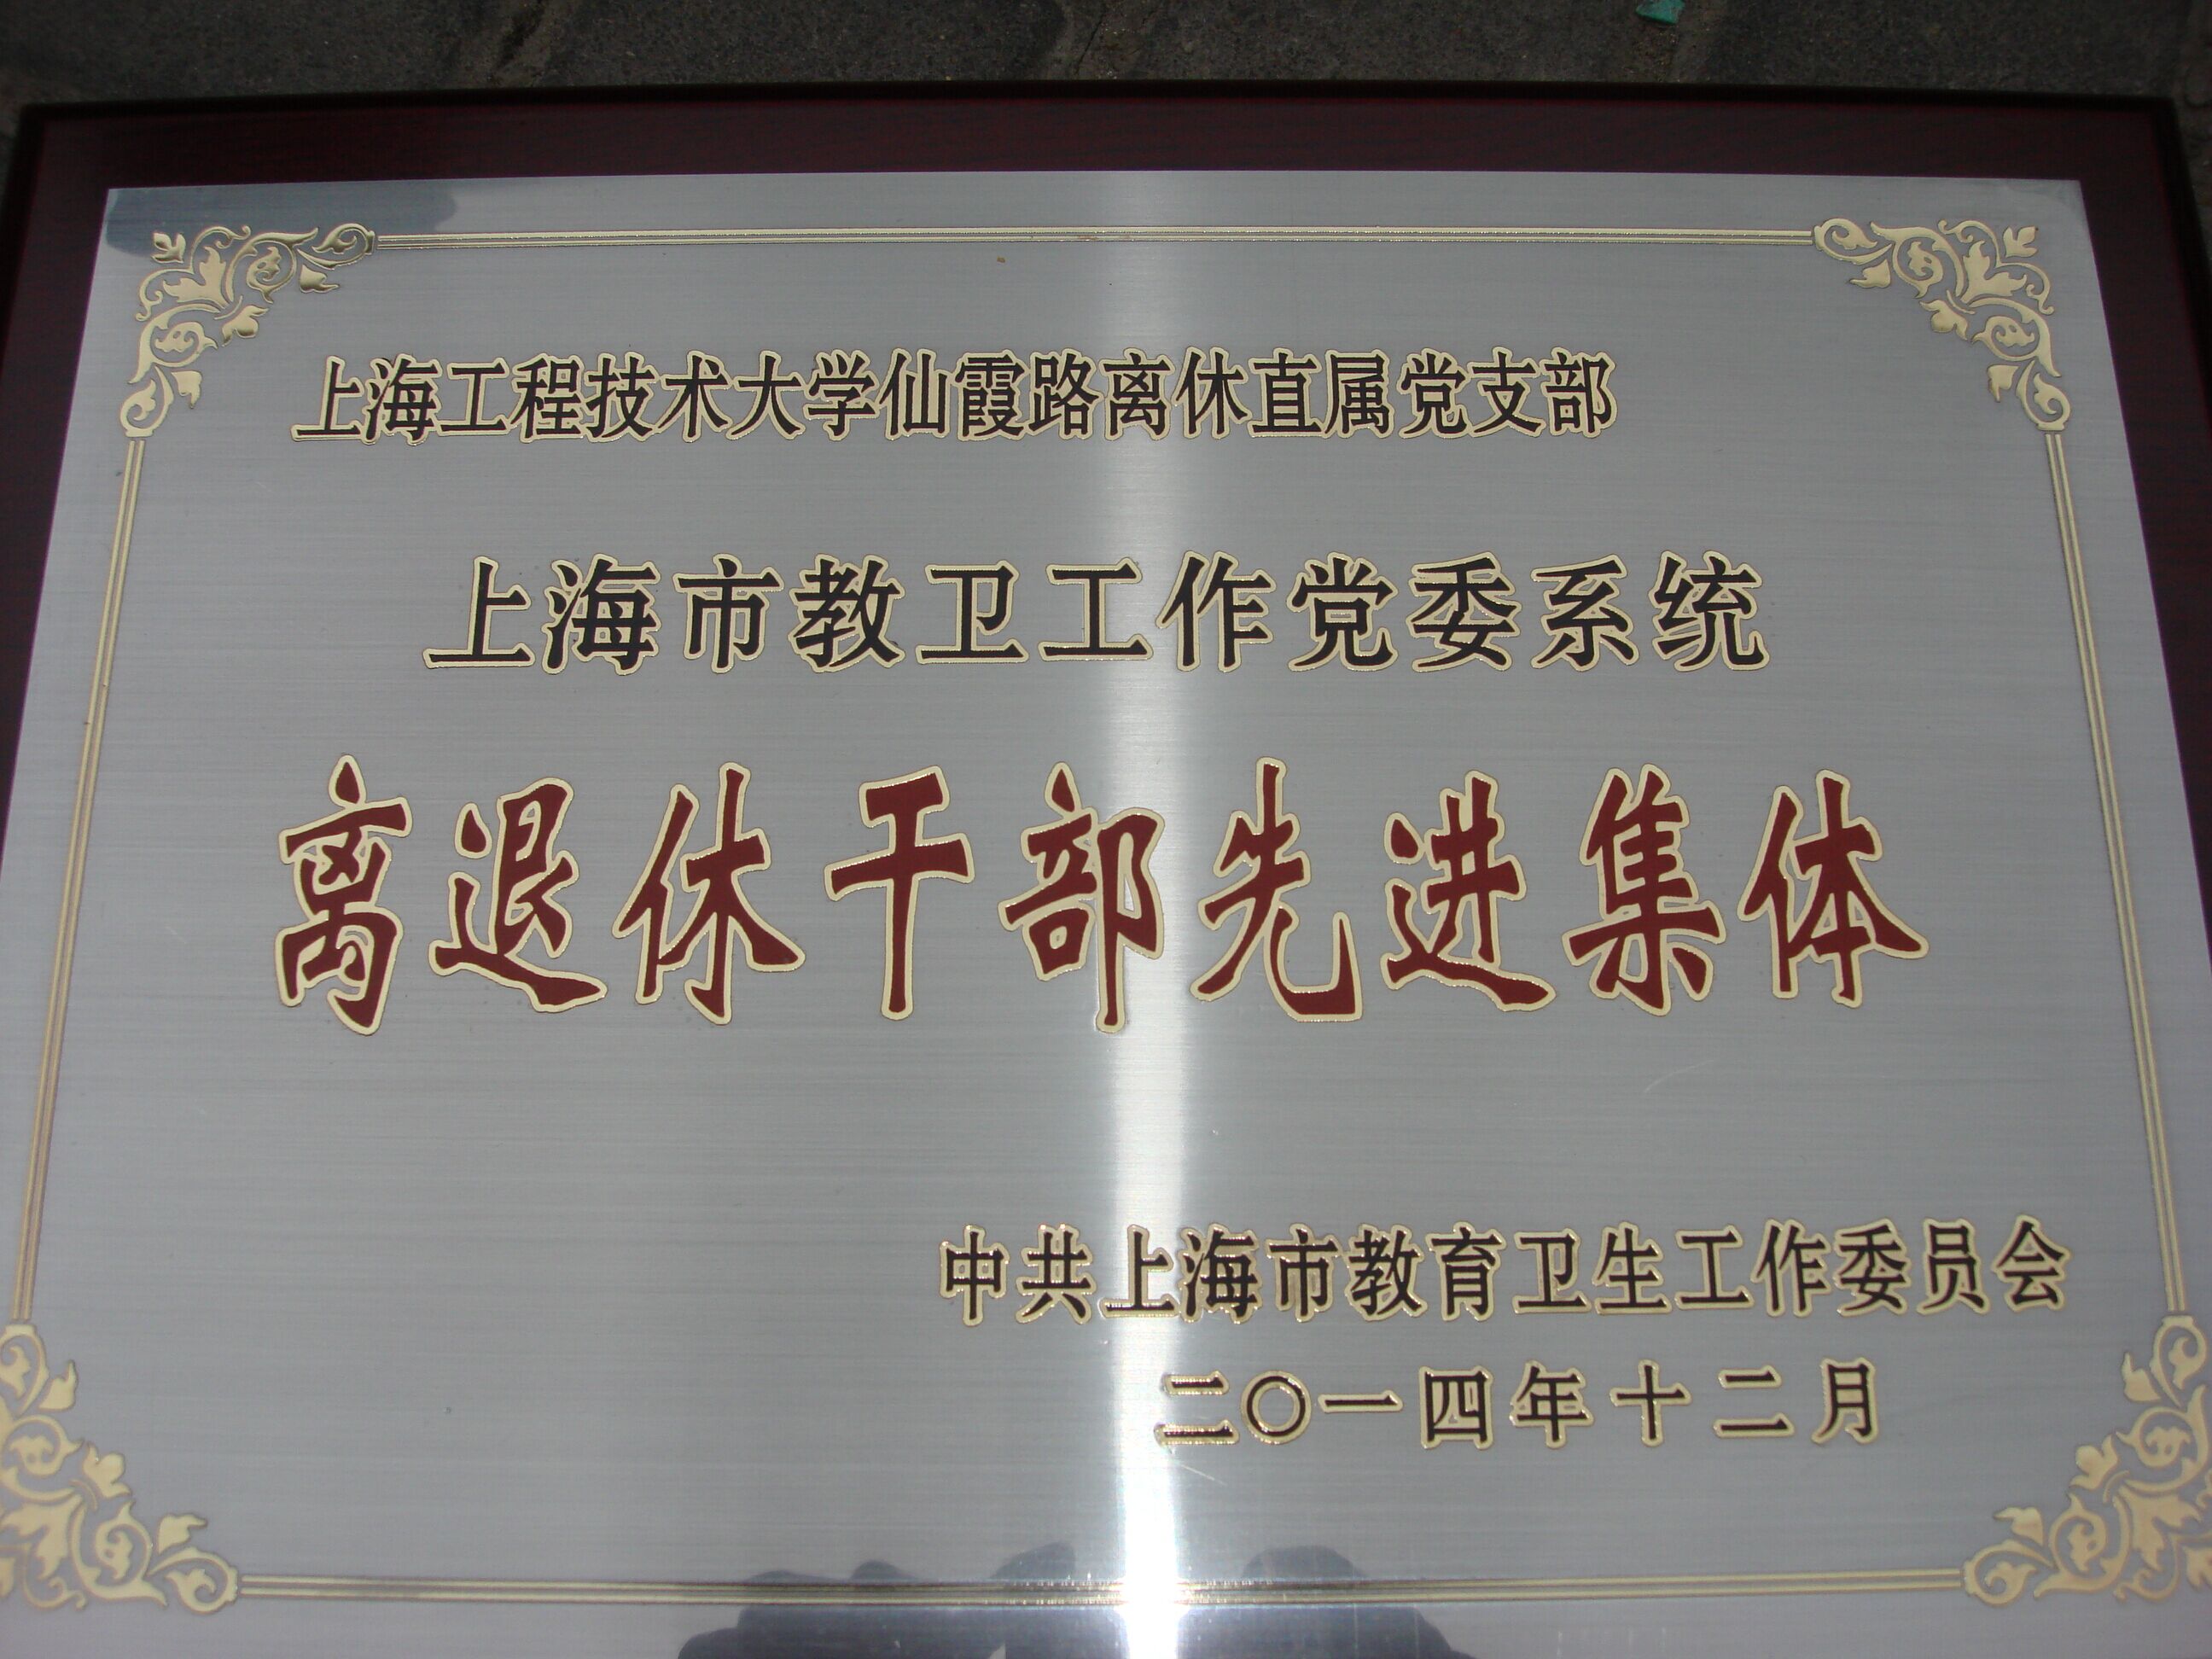 上海工程技术大学仙霞路离休直属党支部
上海市教卫工作党委系统
离退休干部先进集体
中共上海市教育卫生工作委员会
二〇一四年十二月